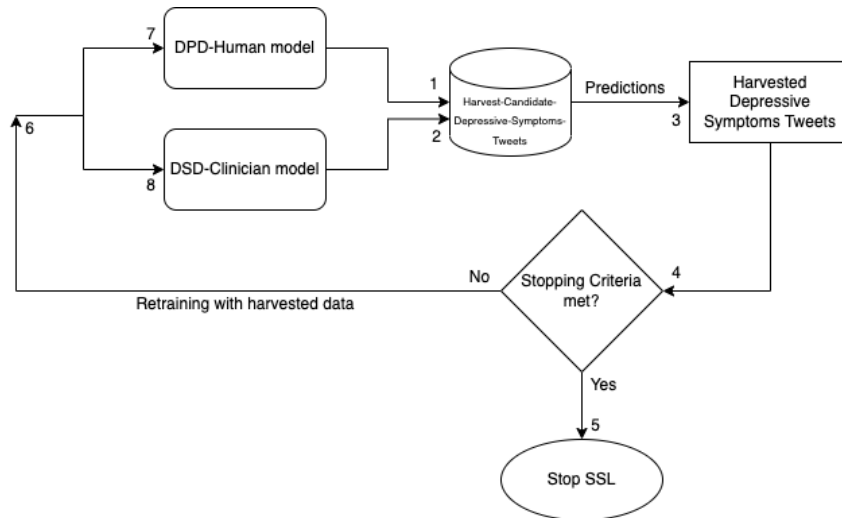 7
DPD-Human model
1
Harvest-Candidate-
Depressive-Symptoms-
Tweets
2
Predictions
3
Harvested
Depressive
Symptoms Tweets
6
8
DSD-Clinician model
4
Stopping Criteria
met?
No
Retraining with harvested data
Yes
5
Stop SSL